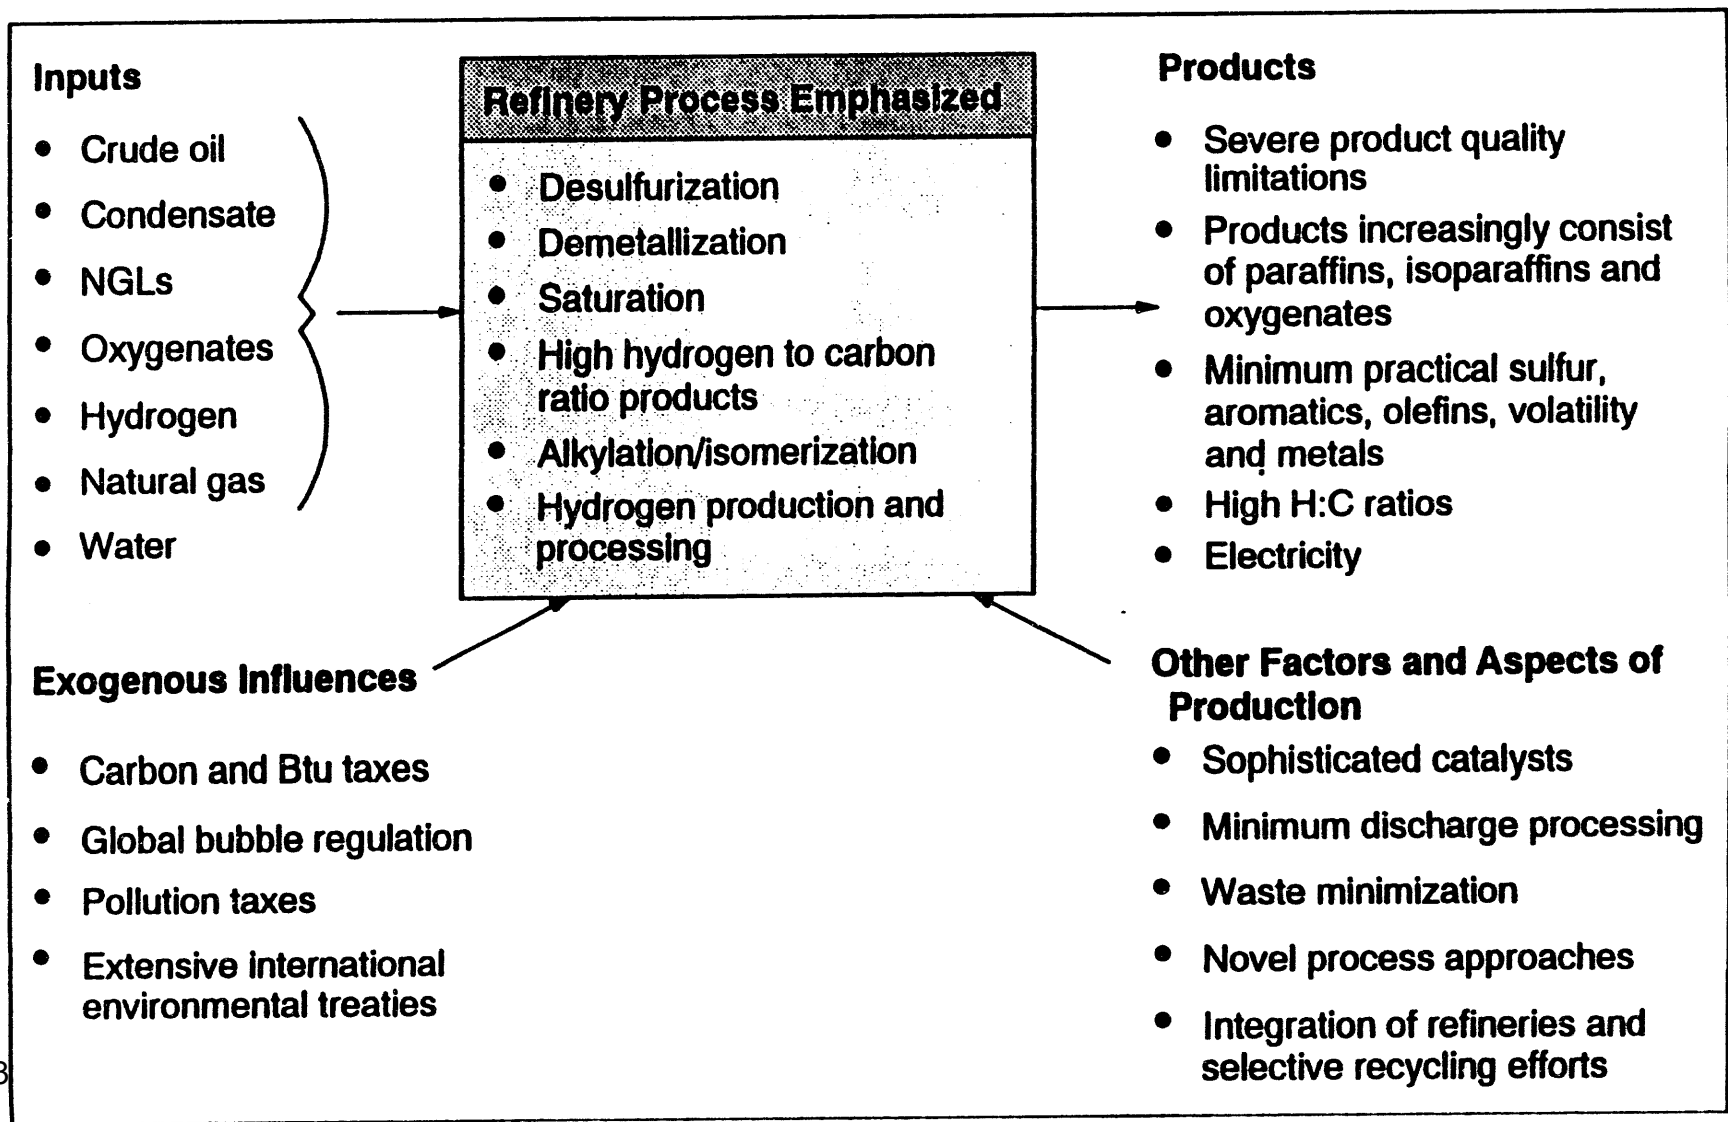 Inputs
• Crude oil
• Condensate
• NGLs
• Oxygenates
• Hydrogen
• Natural gas
• Water
Refinery Process Emphasized
• Desulfurization
• Demetallization
• Saturation
• High hydrogen to carbon
ratio products
• Alkylation/isomerization
• Hydrogen production and
processing
Products
• Severe product quality
limitations
• Products increasingly consist
of paraffins, isoparaffins and
oxygenates
• Minimum practical sulfur,
aromatics, olefins, volatility
and metals
• High H:C ratios
• Electricity
Exogenous Influences
• Carbon and Btu taxes
• Global bubble regulation
• Pollution taxes
• Extensive international
environmental treaties
Other Factors and Aspects of
Production
• Sophisticated catalysts
• Minimum discharge processing
• Waste minimization
• Novel process approaches
• Integration of refineries and
selective recycling efforts